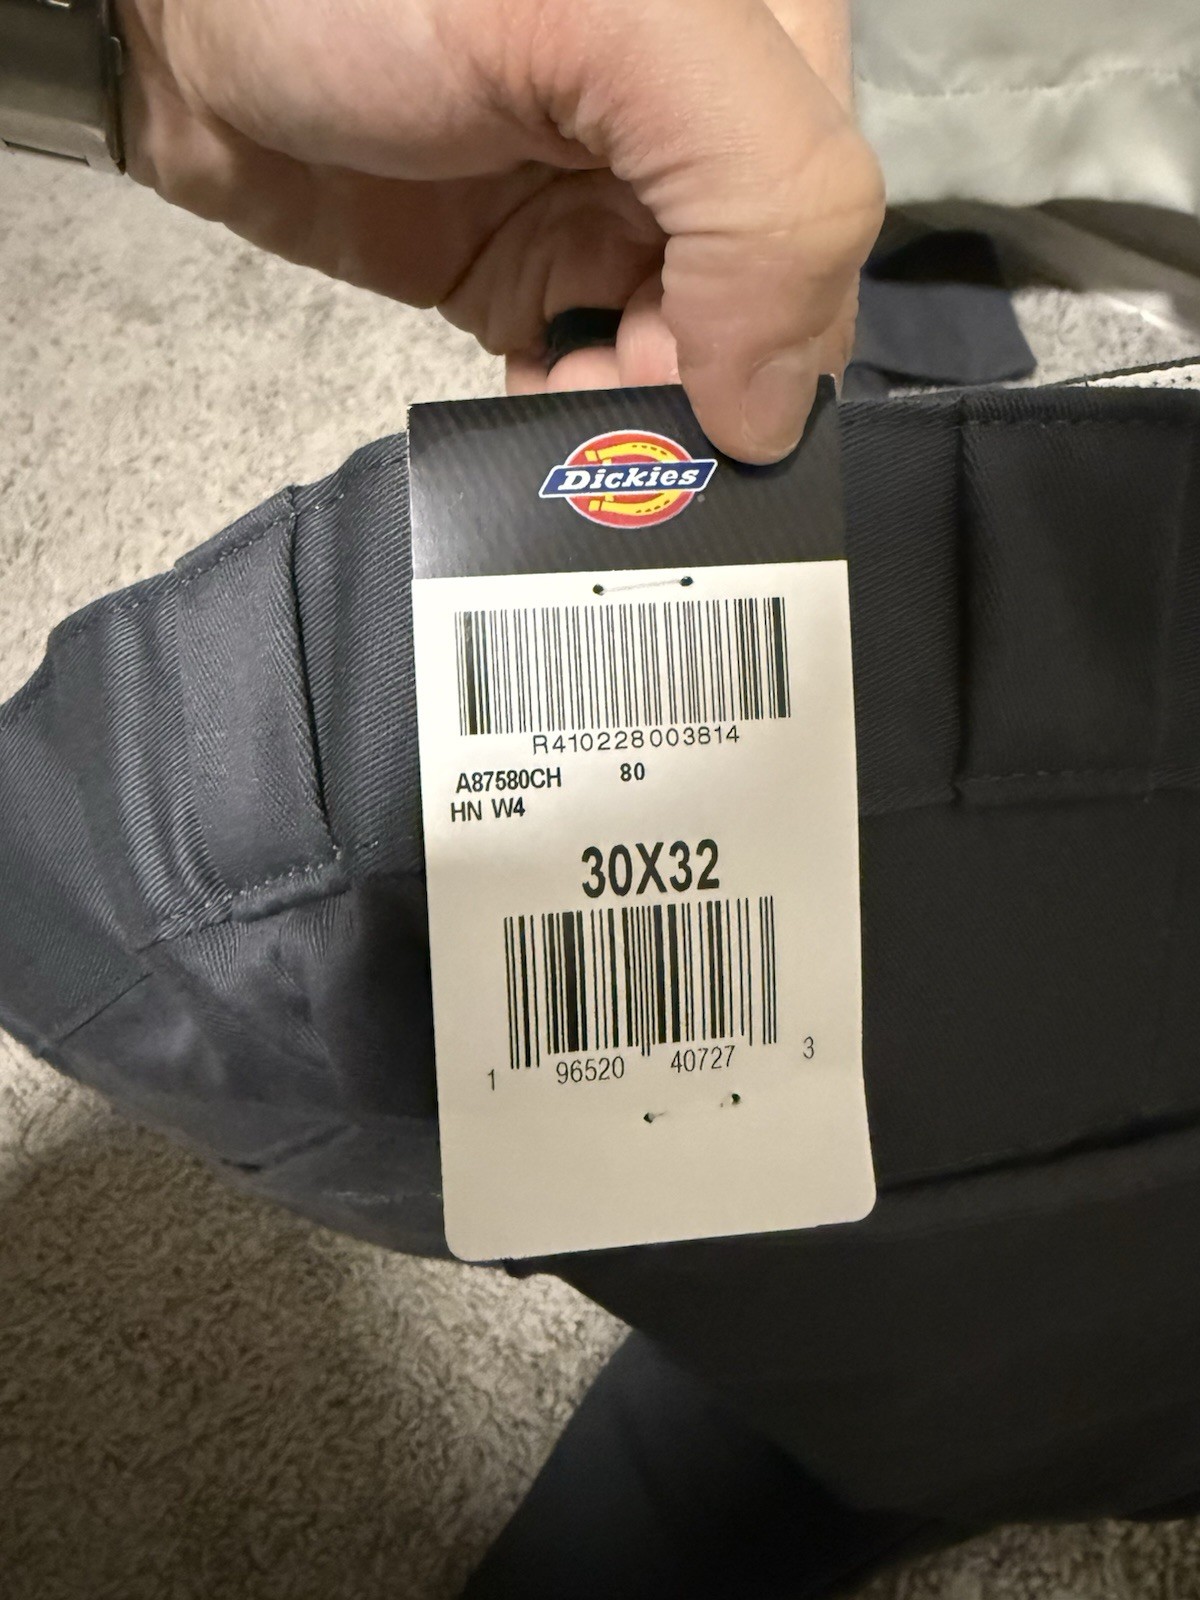 Dickies
R410228003814
A87580CH 80
HN W4
30X32
1 96520 40727 3